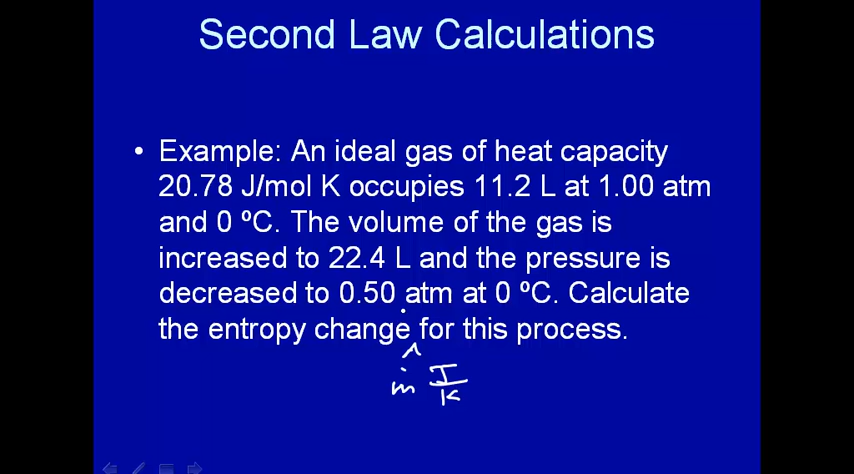 Second Law Calculations
• Example: An ideal gas of heat capacity
20.78 J/mol K occupies 11.2 L at 1.00 atm
and 0 ºC. The volume of the gas is
increased to 22.4 L and the pressure is
decreased to 0.50 atm at 0 ºC. Calculate
the entropy change for this process.
^
in J/K